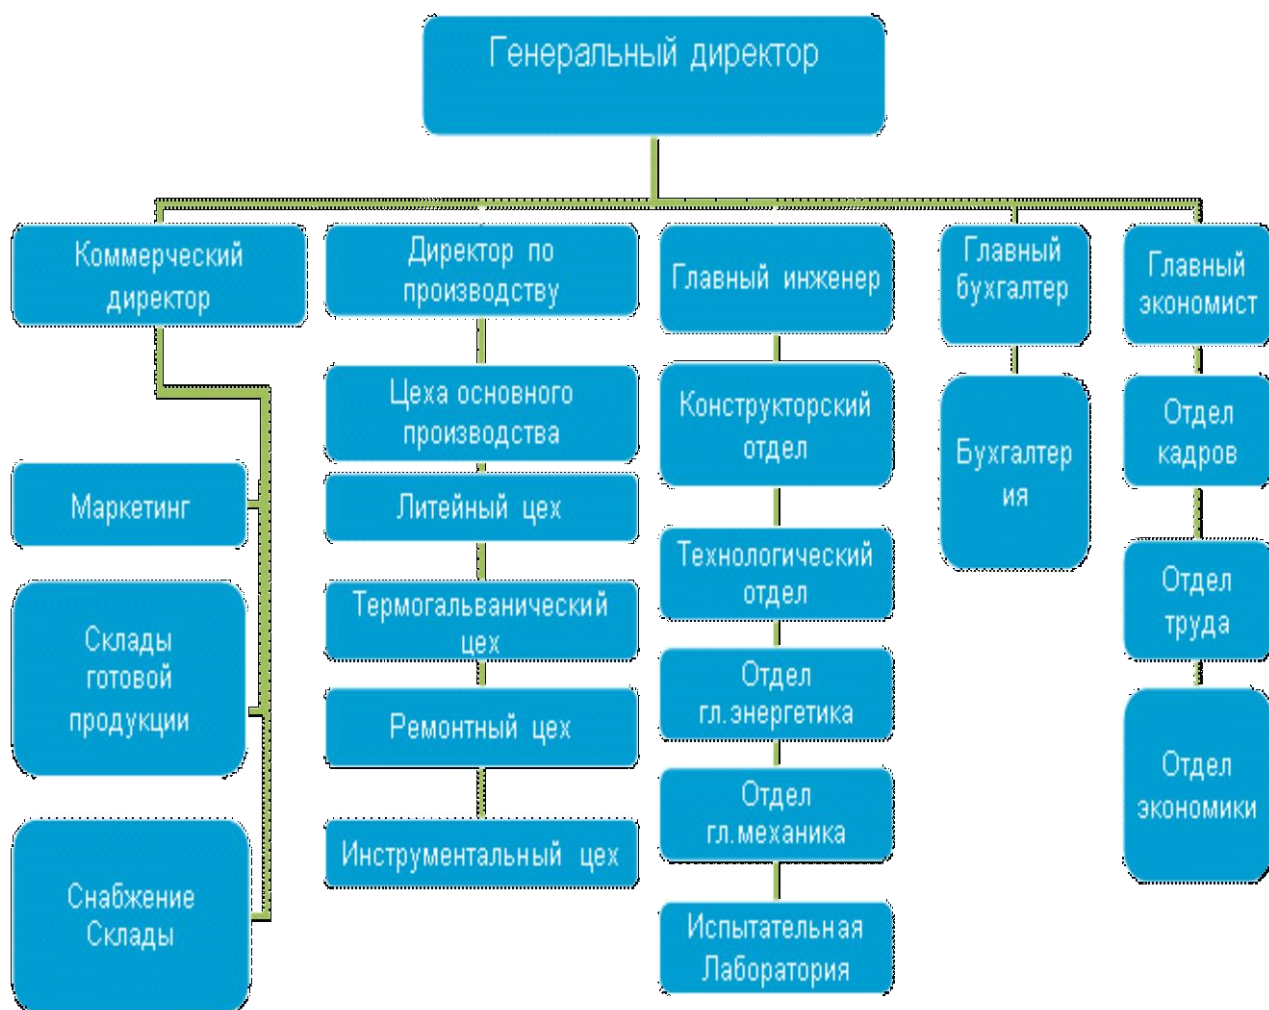 Генеральный директор
Коммерческий
директор
Директор по
производству
Главный инженер
Главный
бухгалтер
Главный
экономист
Маркетинг
Склады
готовой
продукции
Снабжение
Склады
Цеха основного
производства
Литейный цех
Термогальванический
цех
Ремонтный цех
Инструментальный цех
Конструкторский
отдел
Технологический
отдел
Отдел
гл.энергетика
Отдел
гл.механика
Испытательная
Лаборатория
Бухгалтер
ия
Отдел
кадров
Отдел
труда
Отдел
экономики